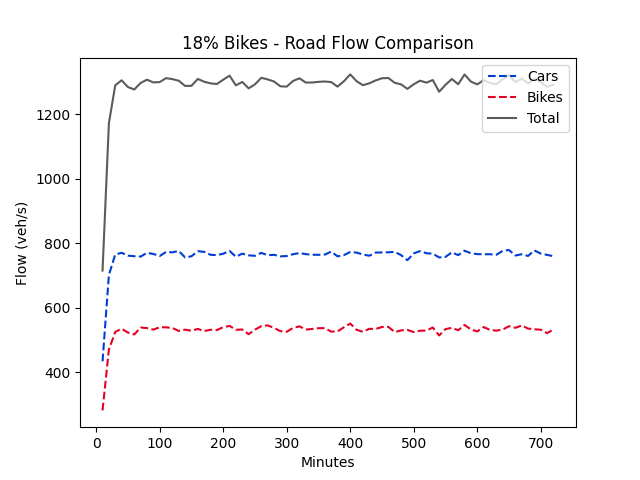 18% Bikes - Road Flow Comparison
Cars
Bikes
Total
Flow (veh/s)
1200
1000
800
600
400
0 100 200 300 400 500 600 700
Minutes